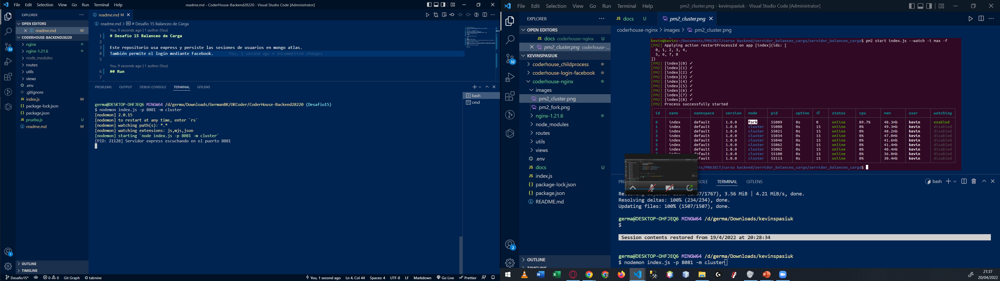 File Edit Selection View Go Run Terminal Help
readme.md - CoderHouse-Backend28220 - Visual Studio Code [Administrator]
EXPLORER
OPEN EDITORS
readme.md M
CODERHOUSE-BACKEND28220
nginx
nginx-1.21.6
node_modules
routes
utils
views
.env
.gitignore
JS index.js M
{} package-lock.json
{} package.json
JS prueba.js U
readme.md M
OUTLINE
TIMELINE
33
1
readme.md M
readme.md > # Desafio 15 Balanceo de Carga
You, 9 seconds ago | 1 author (You)
1 # Desafio 15 Balanceo de Carga
2
3 Este repositorio usa express y persiste las sesiones de usuarios en mongo atlas.
4 También permite el login mediante Facebook. You, 1 second ago • Uncommitted changes
5
You, 9 seconds ago | 1 author (You)
6 ## Run
7
PROBLEMS OUTPUT DEBUG CONSOLE TERMINAL GITLENS
bash
cmd
germa@DESKTOP-OHFJEQ6 MINGW64 /d/germa/Downloads/GermanBK/OKCoder/CoderHouse-Backend28220 (Desafio15)
$ nodemon index.js -p 8081 -m cluster
[nodemon] 2.0.15
[nodemon] to restart at any time, enter `rs`
[nodemon] watching path(s): *.*
[nodemon] watching extensions: js,mjs,json
[nodemon] starting `node index.js -p 8081 -m cluster`
[PID: 21128] Servidor express escuchando en el puerto 8081
Desafio15* 0 0 Git Graph tabnine
You, 1 second ago Ln 4, Col 44 Spaces: 4 UTF-8 LF Markdown Go Live Prettier
File Edit Selection View Go Run Terminal Help
pm2_cluster.png - kevinspasiuk - Visual Studio Code [Administrator]
EXPLORER
OPEN EDITORS
JS docs coderhouse-nginx U
pm2_cluster.png coderhouse-...
KEVINSPASIUK
coderhouse_childprocess
coderhouse-login-facebook
coderhouse-nginx
images
pm2_cluster.png
pm2_fork.png
nginx-1.21.6
node_modules
routes
utils
views
.env
JS docs U
JS index.js
{} package-lock.json
{} package.json
README.md
OUTLINE
TIMELINE
32
2
JS docs U pm2_cluster.png
coderhouse-nginx > images > pm2_cluster.png
kevin@kevin:~/Documents/PROJECT/curso backend/servidor_balanceo_carga/servidor_balanceo_carga$ pm2 start index.js --watch -i max -f
[PM2] Applying action restartProcessId on app [index](ids: [
0, 1, 2, 3, 4,
5, 6, 7, 8
])
[PM2] [index](0) ✓
[PM2] [index](1) ✓
[PM2] [index](2) ✓
[PM2] [index](3) ✓
[PM2] [index](4) ✓
[PM2] [index](5) ✓
[PM2] [index](6) ✓
[PM2] [index](7) ✓
[PM2] [index](8) ✓
[PM2] Process successfully started
id name namespace version mode pid uptime ↺ status cpu mem user watching
0 index default 1.0.0 fork 55009 0s 0 online 89.7% 48.3mb kevin enabled
1 index default 1.0.0 cluster 55008 0s 15 online 0% 49.3mb kevin disabled
2 index default 1.0.0 cluster 55021 0s 15 online 0% 48.2mb kevin disabled
3 index default 1.0.0 cluster 55034 0s 15 online 0% 47.0mb kevin disabled
4 index default 1.0.0 cluster 55046 0s 15 online 0% 41.6mb kevin disabled
5 index default 1.0.0 cluster 55062 0s 15 online 0% 41.4mb kevin disabled
6 index default 1.0.0 cluster 55082 0s 15 online 0% 40.4mb kevin disabled
index default 1.0.0 cluster 55100 0s 15 online 0% 36.0mb kevin disabled
default 1.0.0 cluster 55113 0s 15 online 0% 30.4mb kevin disabled
ts/PROJECT/curso backend/servidor_balanceo_carga/servidor_balanceo_carga$
TERMINAL GITLENS
bash
3.56 MiB | 4.21 MiB/s, done.
Resolving deltas: 100% (234/234), done.
Updating files: 100% (1507/1507), done.
germa@DESKTOP-OHFJEQ6 MINGW64 /d/germa/Downloads/kevinspasiuk
$
Session contents restored from 19/4/2022 at 20:28:34
germa@DESKTOP-OHFJEQ6 MINGW64 /d/germa/Downloads/kevinspasiuk
$ nodemon index.js -p 8081 -m cluster
21:37
20/04/2022